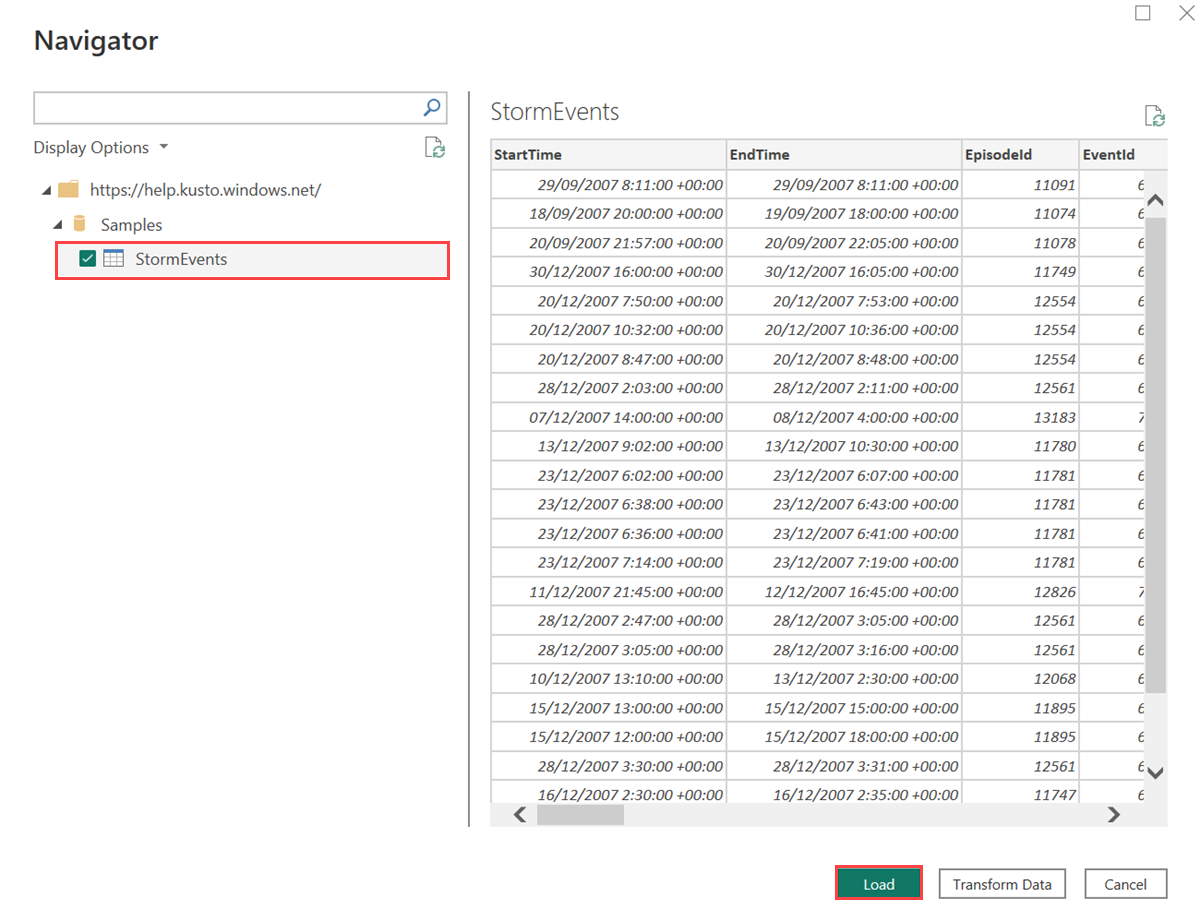 Navigator
Display Options
https://help.kusto.windows.net/
Samples
StormEvents
StormEvents
StartTime EndTime EpisodeId EventId
29/09/2007 8:11:00 +00:00 29/09/2007 8:11:00 +00:00 11091 6
18/09/2007 20:00:00 +00:00 19/09/2007 18:00:00 +00:00 11074 6
20/09/2007 21:57:00 +00:00 20/09/2007 22:05:00 +00:00 11078 6
30/12/2007 16:00:00 +00:00 30/12/2007 16:05:00 +00:00 11749 6
20/12/2007 7:50:00 +00:00 20/12/2007 7:53:00 +00:00 12554 6
20/12/2007 10:32:00 +00:00 20/12/2007 10:36:00 +00:00 12554 6
20/12/2007 8:47:00 +00:00 20/12/2007 8:48:00 +00:00 12554 6
28/12/2007 2:03:00 +00:00 28/12/2007 2:11:00 +00:00 12561 6
07/12/2007 14:00:00 +00:00 08/12/2007 4:00:00 +00:00 13183 7
13/12/2007 9:02:00 +00:00 13/12/2007 10:30:00 +00:00 11780 6
23/12/2007 6:02:00 +00:00 23/12/2007 6:07:00 +00:00 11781 6
23/12/2007 6:38:00 +00:00 23/12/2007 6:43:00 +00:00 11781 6
23/12/2007 6:36:00 +00:00 23/12/2007 6:41:00 +00:00 11781 6
23/12/2007 7:14:00 +00:00 23/12/2007 7:19:00 +00:00 11781 6
11/12/2007 21:45:00 +00:00 12/12/2007 16:45:00 +00:00 12826 7
28/12/2007 2:47:00 +00:00 28/12/2007 3:05:00 +00:00 12561 6
28/12/2007 3:05:00 +00:00 28/12/2007 3:16:00 +00:00 12561 6
10/12/2007 13:10:00 +00:00 13/12/2007 2:30:00 +00:00 12068 6
15/12/2007 13:00:00 +00:00 15/12/2007 15:00:00 +00:00 11895 6
15/12/2007 12:00:00 +00:00 15/12/2007 18:00:00 +00:00 11895 6
28/12/2007 3:30:00 +00:00 28/12/2007 3:31:00 +00:00 12561 6
16/12/2007 2:30:00 +00:00 16/12/2007 2:35:00 +00:00 11747 6
Load Transform Data Cancel